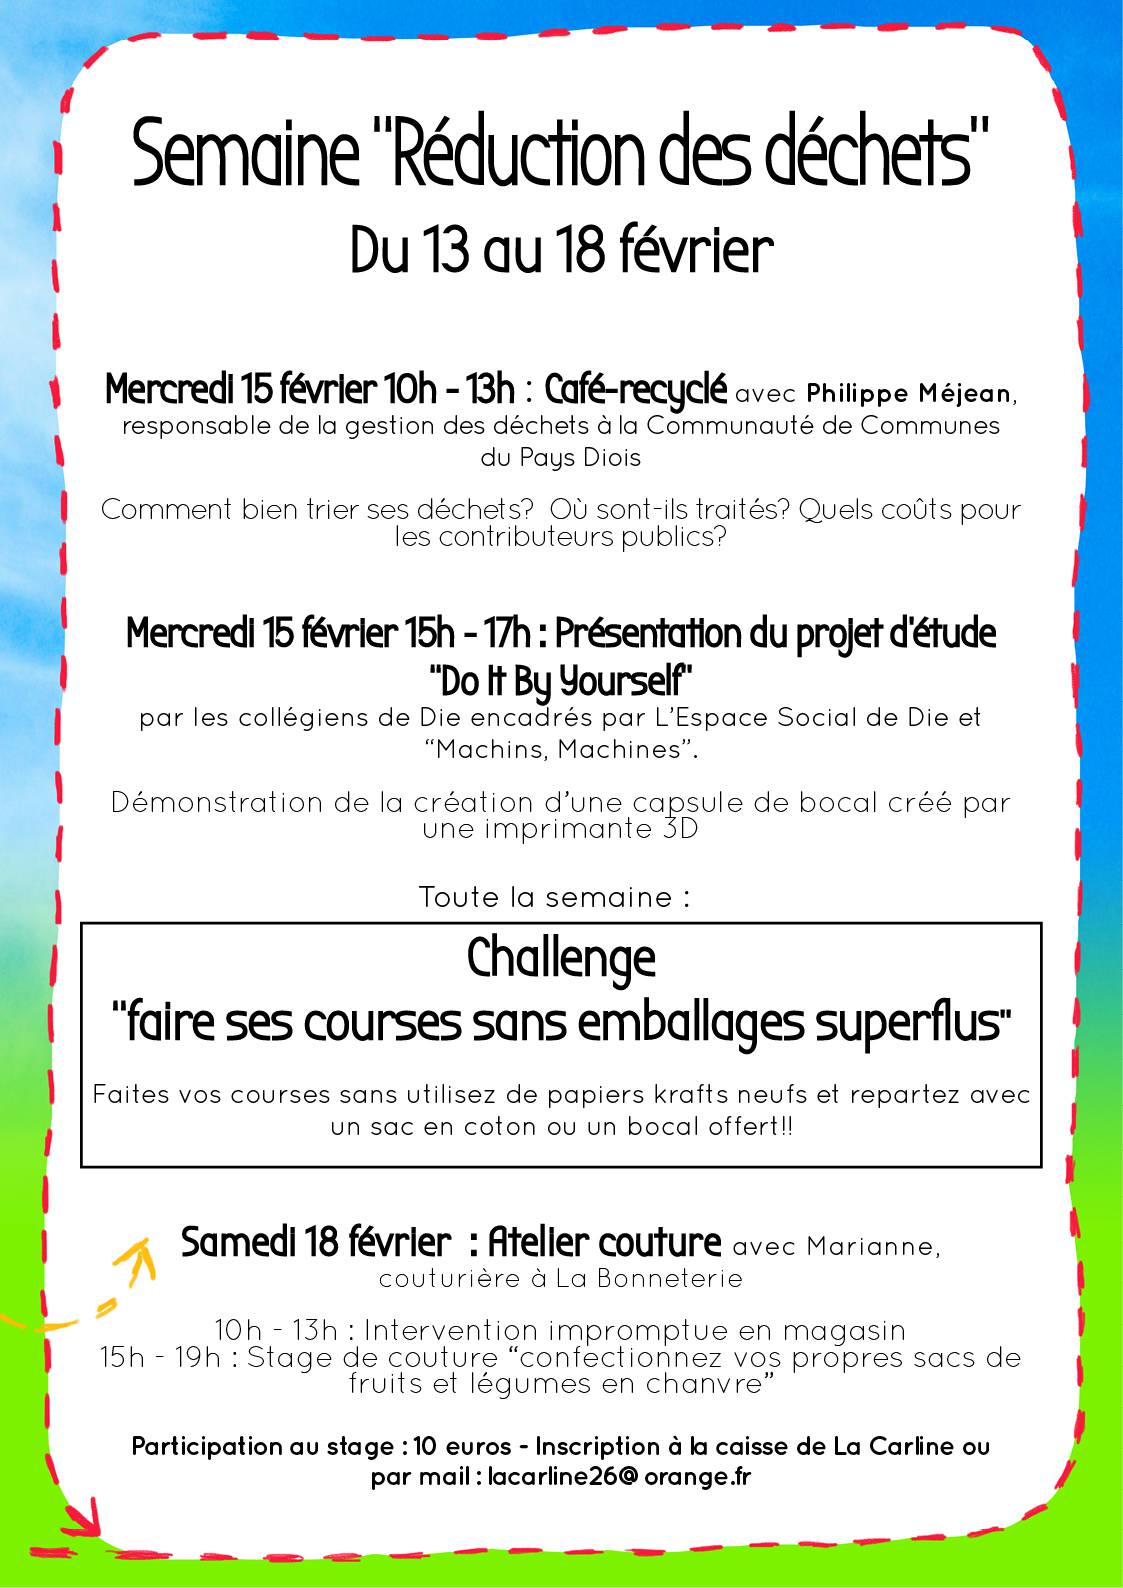 Semaine "Réduction des déchets"
Du 13 au 18 février
Mercredi 15 février 10h - 13h : Café-recyclé avec Philippe Méjean,
responsable de la gestion des déchets à la Communauté de Communes
du Pays Diois
Comment bien trier ses déchets? Où sont-ils traités? Quels coûts pour
les contributeurs publics?
Mercredi 15 février 15h - 17h : Présentation du projet d'étude
"Do It By Yourself"
par les collégiens de Die encadrés par L'Espace Social de Die et
“Machins, Machines”.
Démonstration de la création d’une capsule de bocal créé par
une imprimante 3D
Toute la semaine :
Challenge
"faire ses courses sans emballages superflus"
Faites vos courses sans utilisez de papiers krafts neufs et repartez avec
un sac en coton ou un bocal offert!!
Samedi 18 février : Atelier couture avec Marianne,
couturière à La Bonneterie
10h - 13h : Intervention impromptue en magasin
15h - 19h : Stage de couture “confectionnez vos propres sacs de
fruits et légumes en chanvre”
Participation au stage : 10 euros - Inscription à la caisse de La Carline ou
par mail : lacarline26@orange.fr